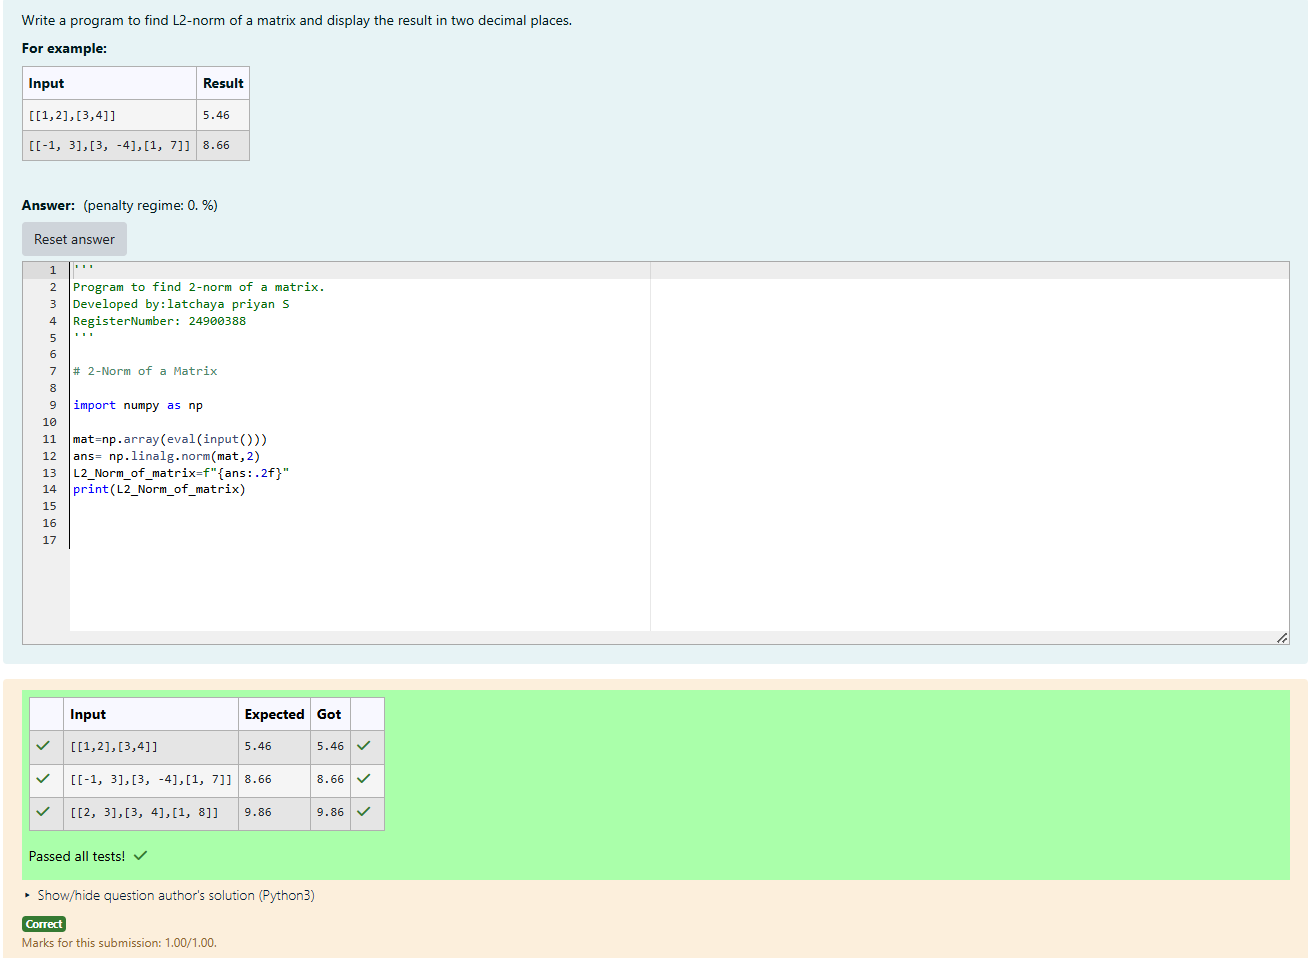 Write a program to find L2-norm of a matrix and display the result in two decimal places.
For example:
Input Result
[[1,2],[3,4]] 5.46
[[-1, 3],[3, -4],[1, 7]] 8.66
Answer: (penalty regime: 0. %)
Reset answer
1 '''
2 Program to find 2-norm of a matrix.
3 Developed by:latchaya priyan S
4 RegisterNumber: 24900388
5 '''
6
7 # 2-Norm of a Matrix
8
9 import numpy as np
10
11 mat=np.array(eval(input()))
12 ans= np.linalg.norm(mat,2)
13 L2_Norm_of_matrix=f"{ans:.2f}"
14 print(L2_Norm_of_matrix)
15
16
17
Input Expected Got
[[1,2],[3,4]] 5.46 5.46
[[-1, 3],[3, -4],[1, 7]] 8.66 8.66
[[2, 3],[3, 4],[1, 8]] 9.86 9.86
Passed all tests!
Show/hide question author's solution (Python3)
Correct
Marks for this submission: 1.00/1.00.